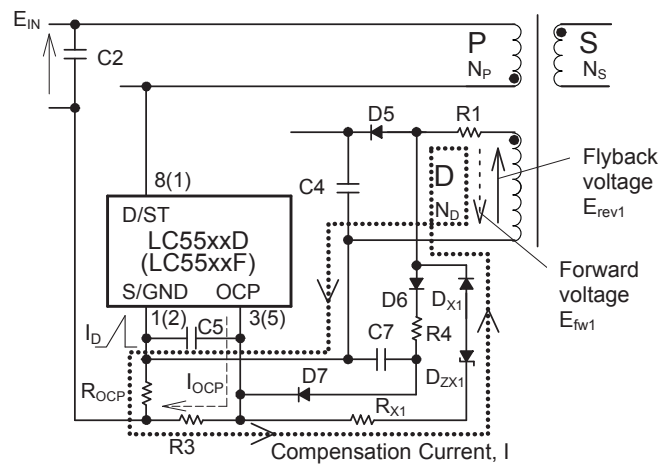 E_IN
C2
P
N_P
S
N_S
D5
R1
8(1)
C4
D
N_D
Flyback
voltage
E_rev1
D/ST
LC55xxD
(LC55xxF)
S/GND OCP
Forward
voltage
E_fw1
D6
D_X1
1(2)
C5
3(5)
I_D
R4
C7
D_ZX1
R_OCP
I_OCP
D7
R_X1
R3
Compensation Current, I